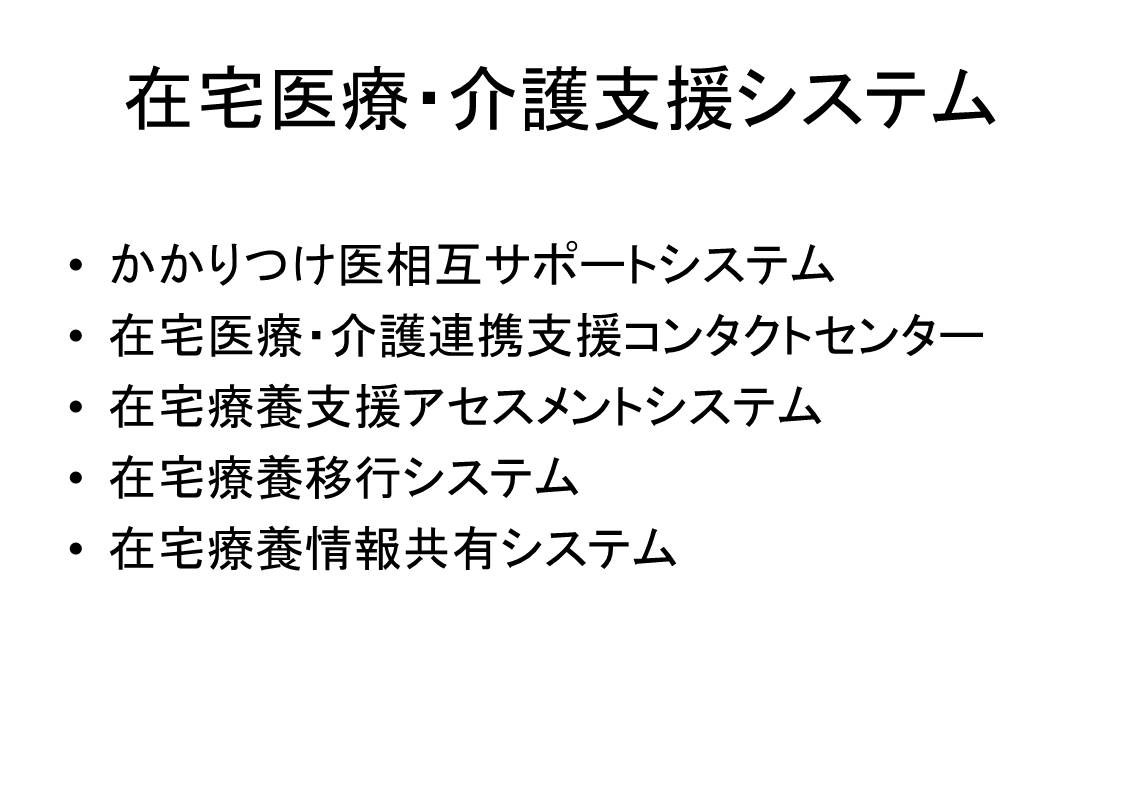 在宅医療・介護支援システム
• かかりつけ医相互サポートシステム
• 在宅医療・介護連携支援コンタクトセンター
• 在宅療養支援アセスメントシステム
• 在宅療養移行システム
• 在宅療養情報共有システム